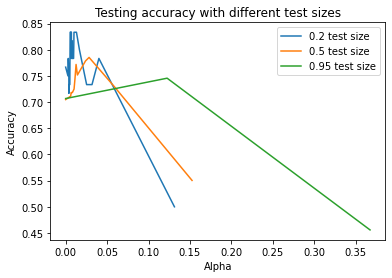 Testing accuracy with different test sizes
0.2 test size
0.5 test size
0.95 test size
Accuracy
0.85
0.80
0.75
0.70
0.65
0.60
0.55
0.50
0.45
0.00 0.05 0.10 0.15 0.20 0.25 0.30 0.35
Alpha